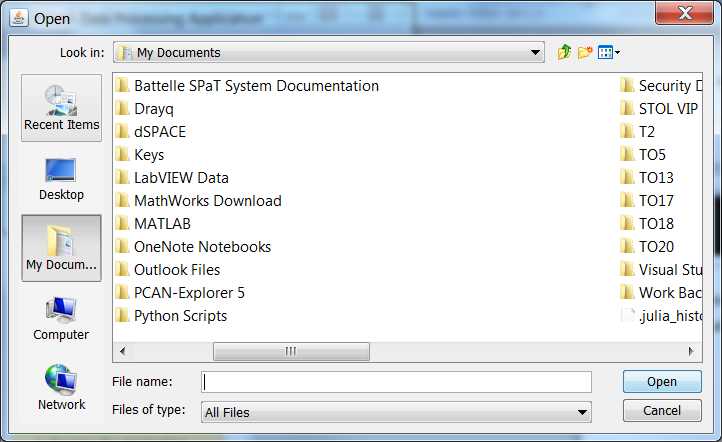 Open
Data Processing Application
Look in:
My Documents
Recent Items
Desktop
My Docum...
Computer
Network
Battelle SPaT System Documentation
Drayq
dSPACE
Keys
LabVIEW Data
MathWorks Download
MATLAB
OneNote Notebooks
Outlook Files
PCAN-Explorer 5
Python Scripts
Security D
STOL VIP
T2
TO5
TO13
TO17
TO18
TO20
Visual Stu
Work Bac
.julia_hist
File name:
Open
Files of type:
All Files
Cancel